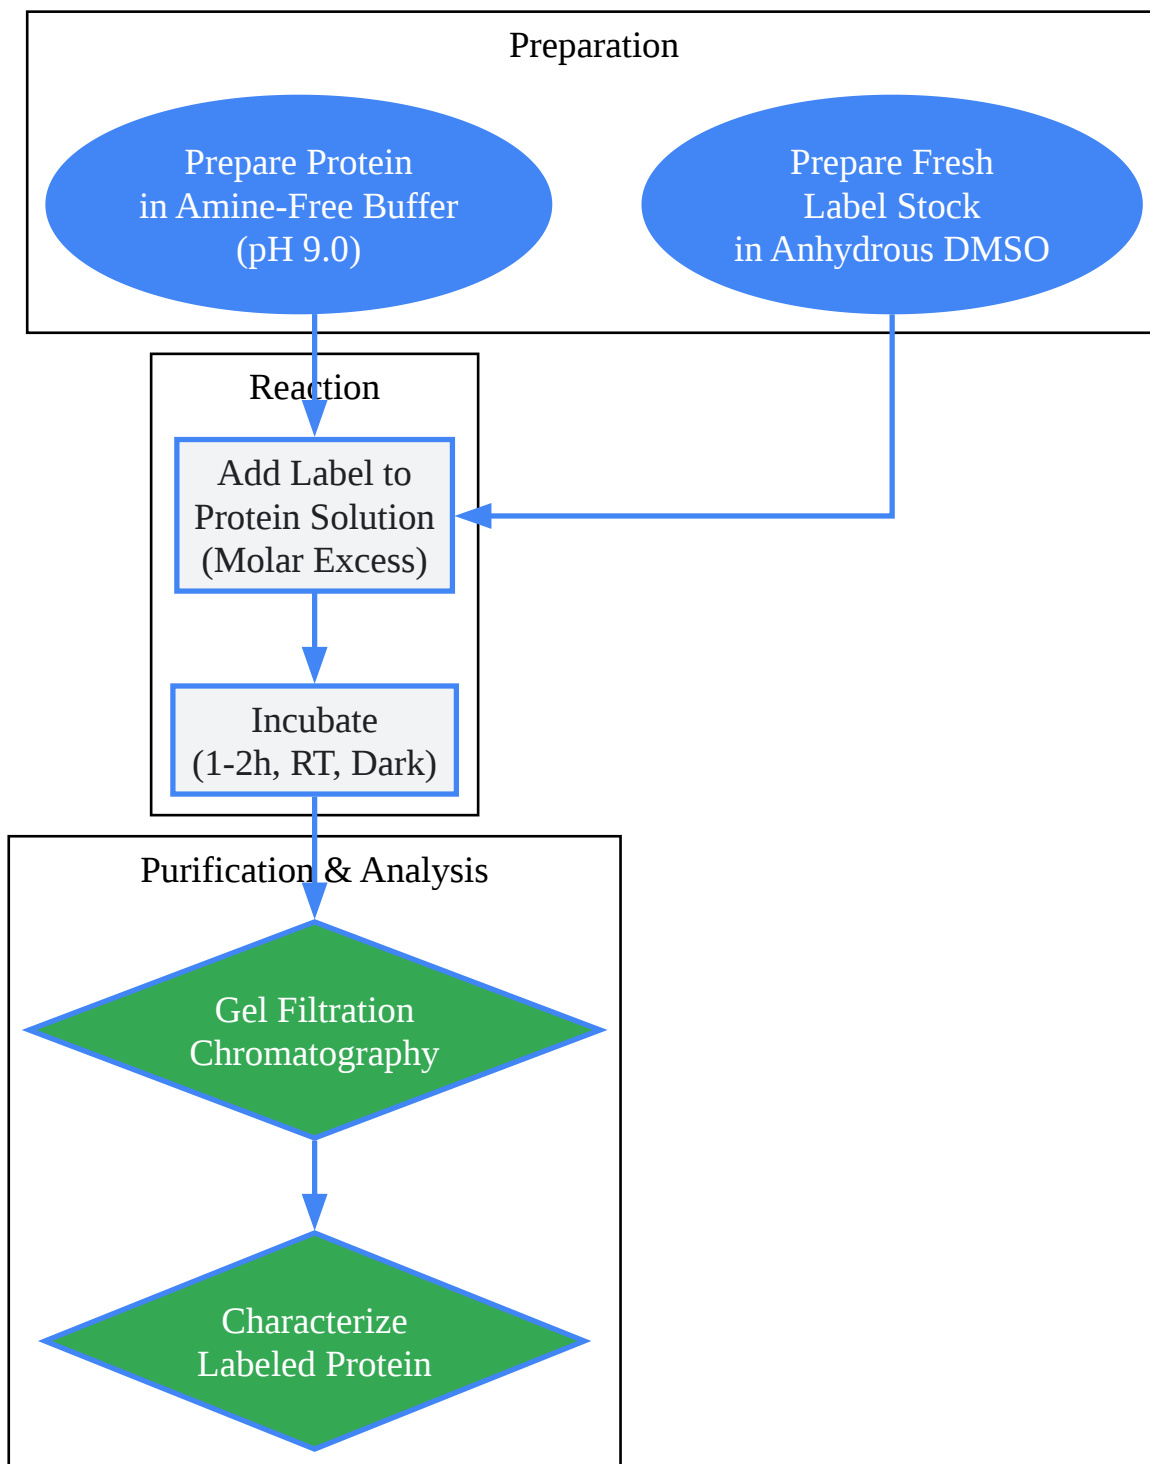 Preparation
Prepare Protein
in Amine-Free Buffer
(pH 9.0)
Prepare Fresh
Label Stock
in Anhydrous DMSO
Reaction
Add Label to
Protein Solution
(Molar Excess)
Incubate
(1-2h, RT, Dark)
Purification & Analysis
Gel Filtration
Chromatography
Characterize
Labeled Protein